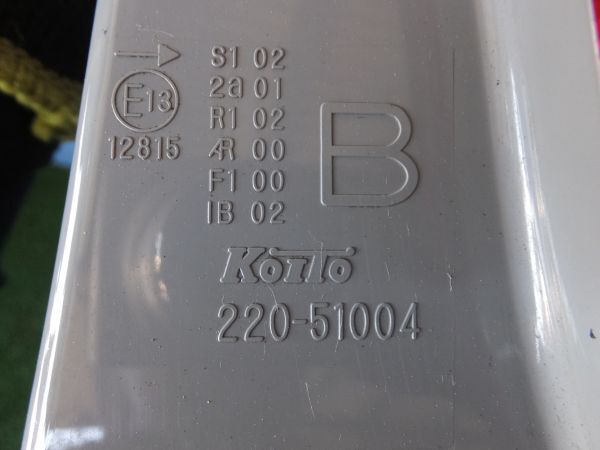 → S1 02
E13 2a 01
R1 02
12815 AR 00
F1 00
IB 02
B
Koito
220-51004